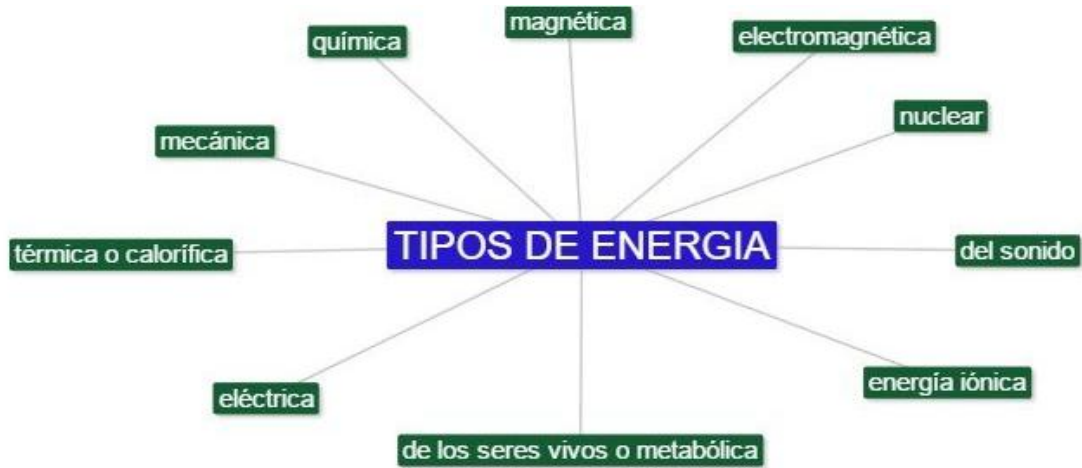 magnética
electromagnética
química
nuclear
mecánica
TIPOS DE ENERGIA
térmica o calorífica
del sonido
energía iónica
eléctrica
de los seres vivos o metabólica